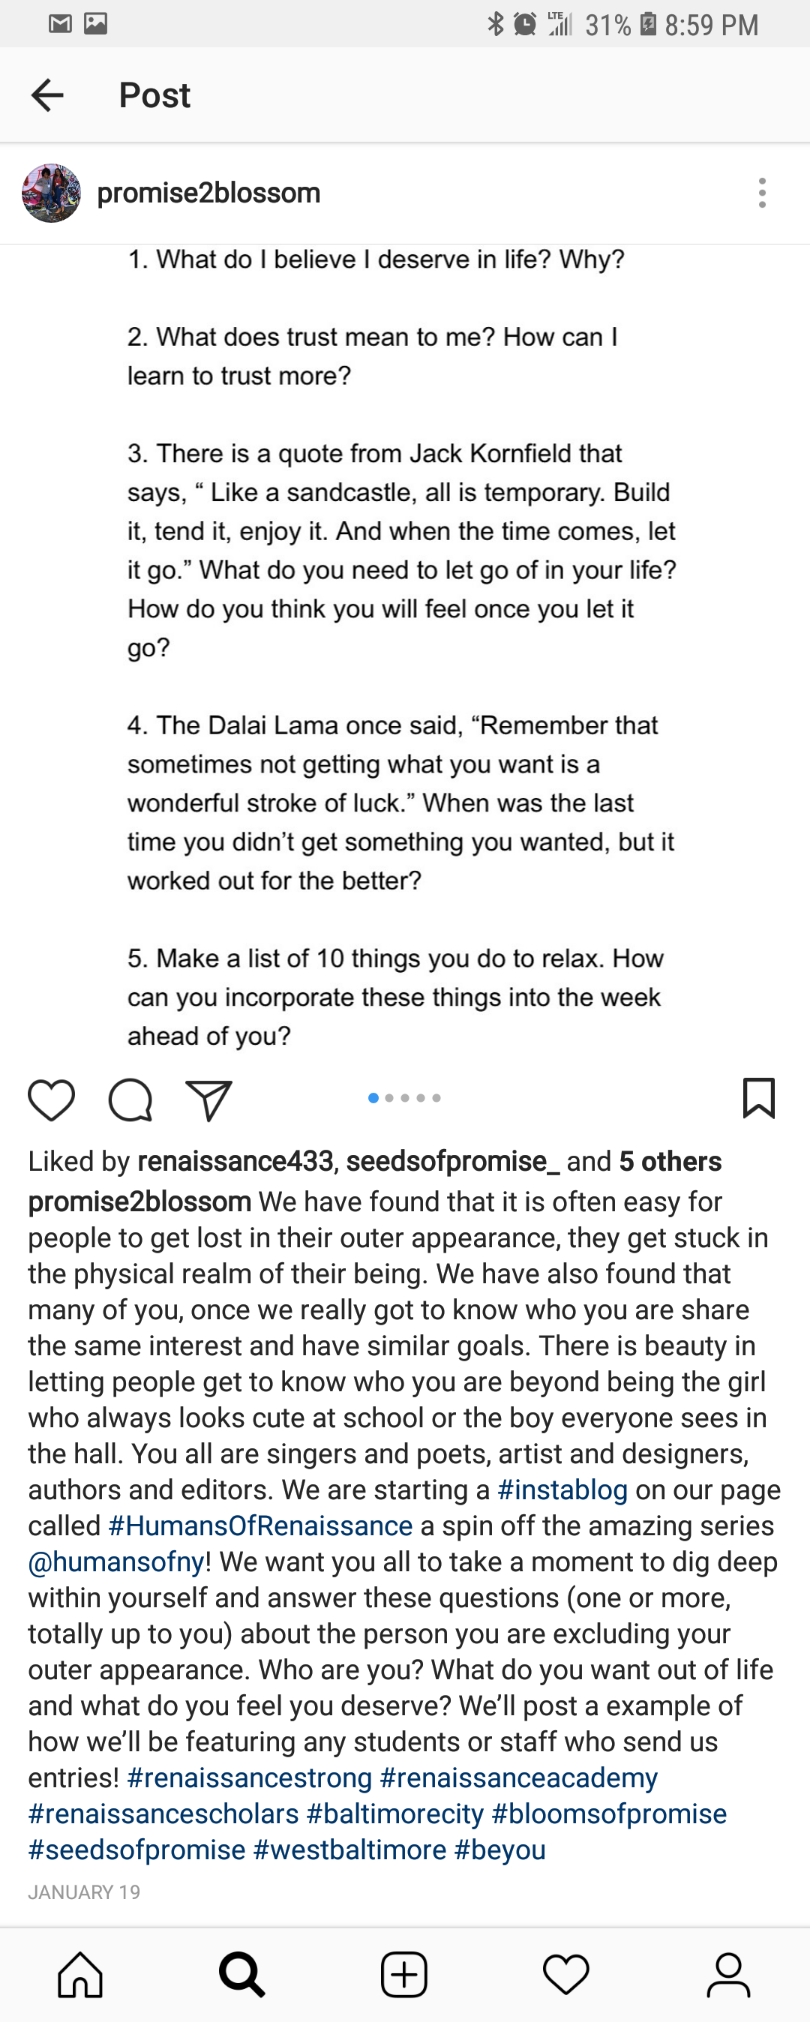 LTE 31% 8:59 PM
Post
promise2blossom
1. What do I believe I deserve in life? Why?
2. What does trust mean to me? How can I
learn to trust more?
3. There is a quote from Jack Kornfield that
says, “ Like a sandcastle, all is temporary. Build
it, tend it, enjoy it. And when the time comes, let
it go.” What do you need to let go of in your life?
How do you think you will feel once you let it
go?
4. The Dalai Lama once said, “Remember that
sometimes not getting what you want is a
wonderful stroke of luck.” When was the last
time you didn’t get something you wanted, but it
worked out for the better?
5. Make a list of 10 things you do to relax. How
can you incorporate these things into the week
ahead of you?
Liked by renaissance433, seedsofpromise_ and 5 others
promise2blossom We have found that it is often easy for
people to get lost in their outer appearance, they get stuck in
the physical realm of their being. We have also found that
many of you, once we really got to know who you are share
the same interest and have similar goals. There is beauty in
letting people get to know who you are beyond being the girl
who always looks cute at school or the boy everyone sees in
the hall. You all are singers and poets, artist and designers,
authors and editors. We are starting a #instablog on our page
called #HumansOfRenaissance a spin off the amazing series
@humansofny! We want you all to take a moment to dig deep
within yourself and answer these questions (one or more,
totally up to you) about the person you are excluding your
outer appearance. Who are you? What do you want out of life
and what do you feel you deserve? We’ll post a example of
how we’ll be featuring any students or staff who send us
entries! #renaissancestrong #renaissanceacademy
#renaissancescholars #baltimorecity #bloomsofpromise
#seedsofpromise #westbaltimore #beyou
JANUARY 19